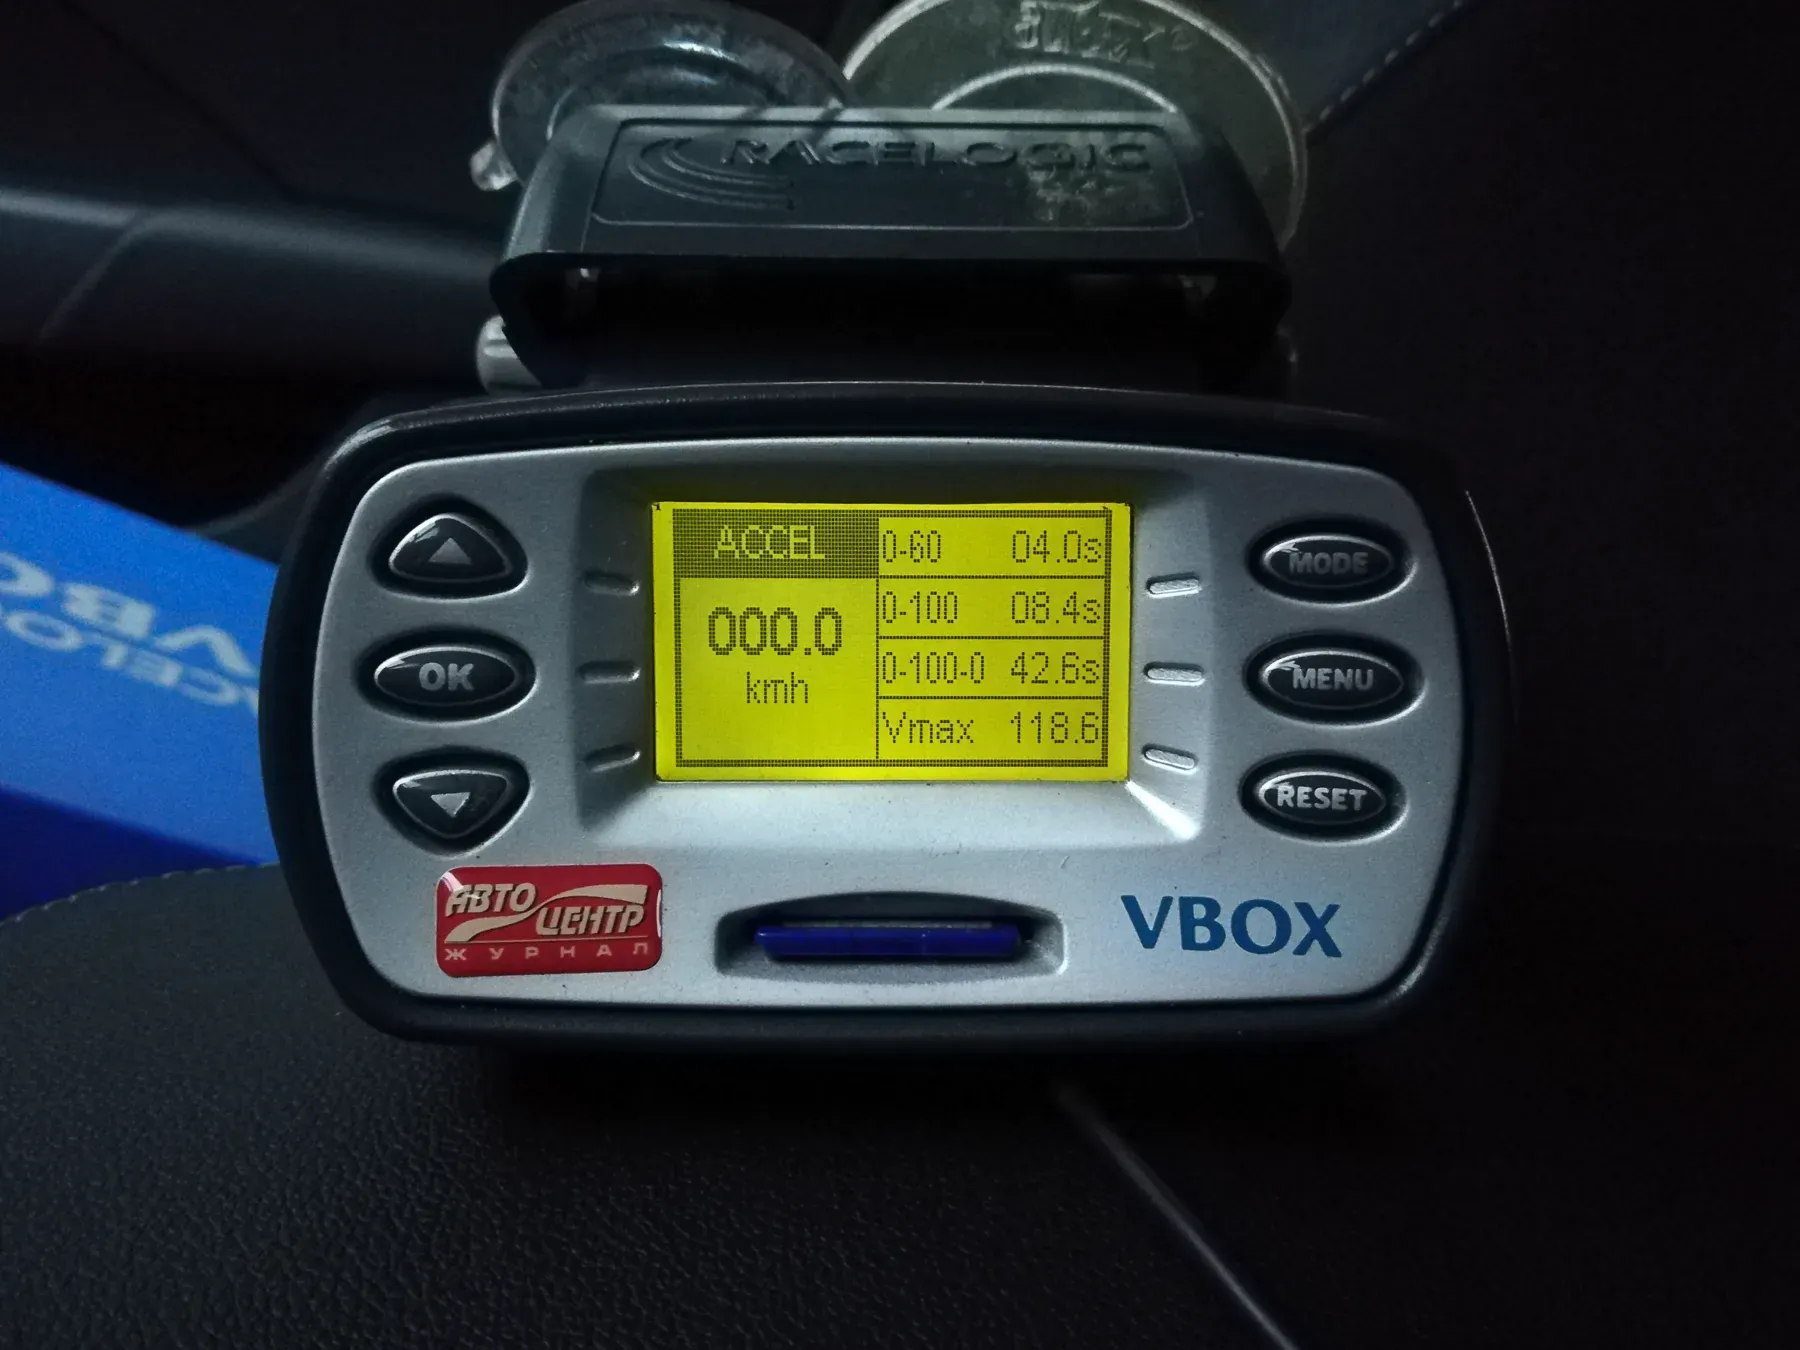 RACELOGIC
ACCEL
000.0
kmh
0-60 04.0s
0-100 08.4s
0-100-0 42.6s
Vmax 118.6
OK
MODE
MENU
RESET
АВТО
ЦЕНТР
ЖУРНАЛ
VBOX